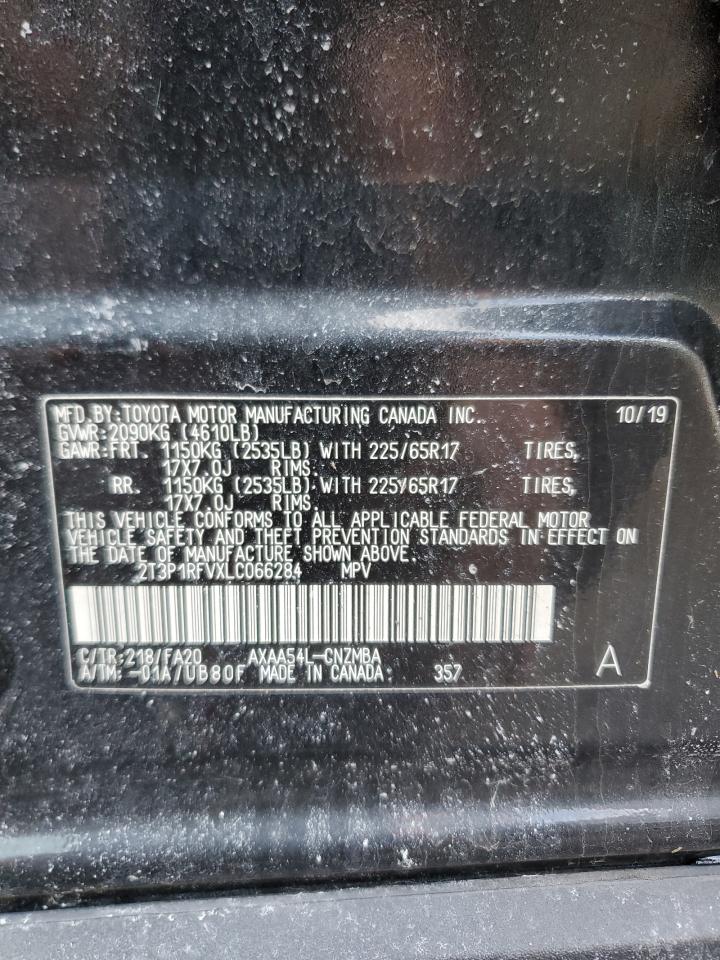 MFD.BY:TOYOTA MOTOR MANUFACTURING CANADA INC. 10/19
GVWR:2090KG (4610LB)
GAWR:FRT. 1150KG (2535LB) WITH 225/65R17 TIRES,
17X7.0J RIMS.
RR. 1150KG (2535LB) WITH 225/65R17 TIRES,
17X7.0J RIMS.
THIS VEHICLE CONFORMS TO ALL APPLICABLE FEDERAL MOTOR
VEHICLE SAFETY AND THEFT PREVENTION STANDARDS IN EFFECT ON
THE DATE OF MANUFACTURE SHOWN ABOVE.
2T3P1RFVXLC066284 MPV
C/TR:218/FA20 AXAA54L-CNZMBA
A/TM:-01A/UB80F MADE IN CANADA 357 A